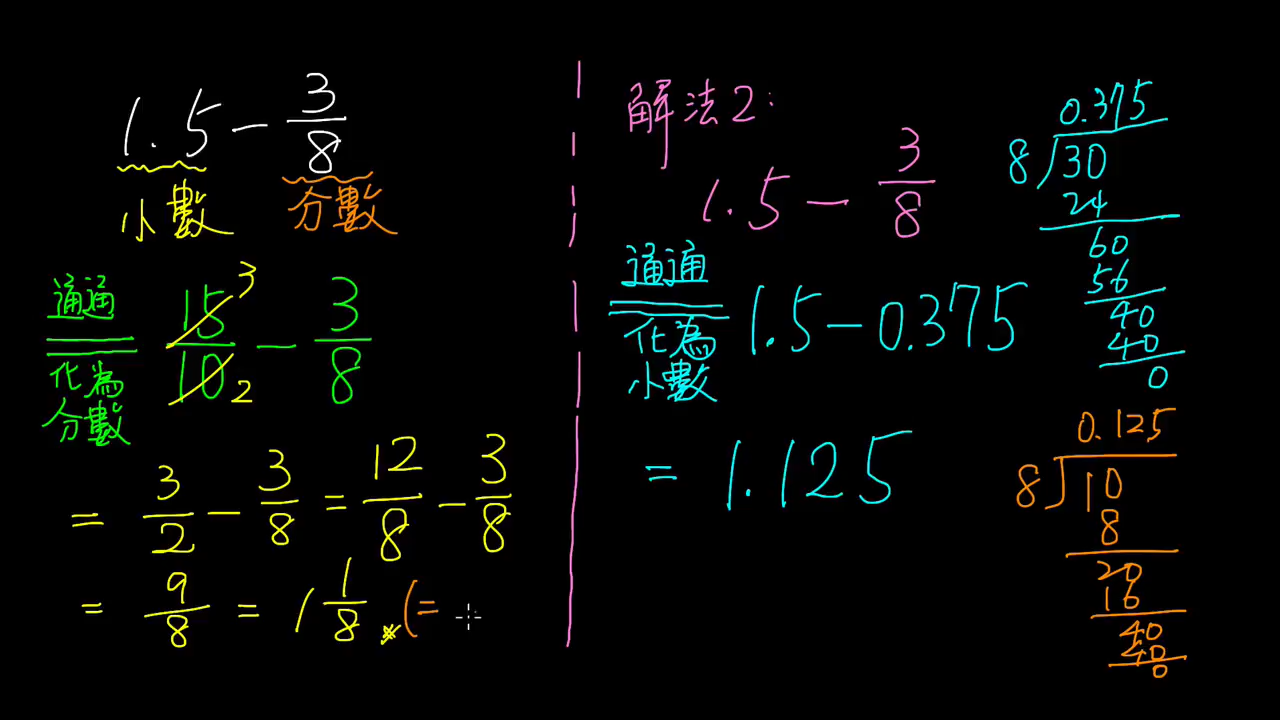 1.5 - 3/8
小數 分數
通通 化為 分數
15/10 - 3/8
3
2
= 3/2 - 3/8 = 12/8 - 3/8
= 9/8 = 1 1/8 (=
解法2:
1.5 - 3/8
通通 化為 小數
1.5 - 0.375
= 1.125
0.375
8 30
24
60
56
40
40
0
0.125
8 10
8
20
16
40
40
0